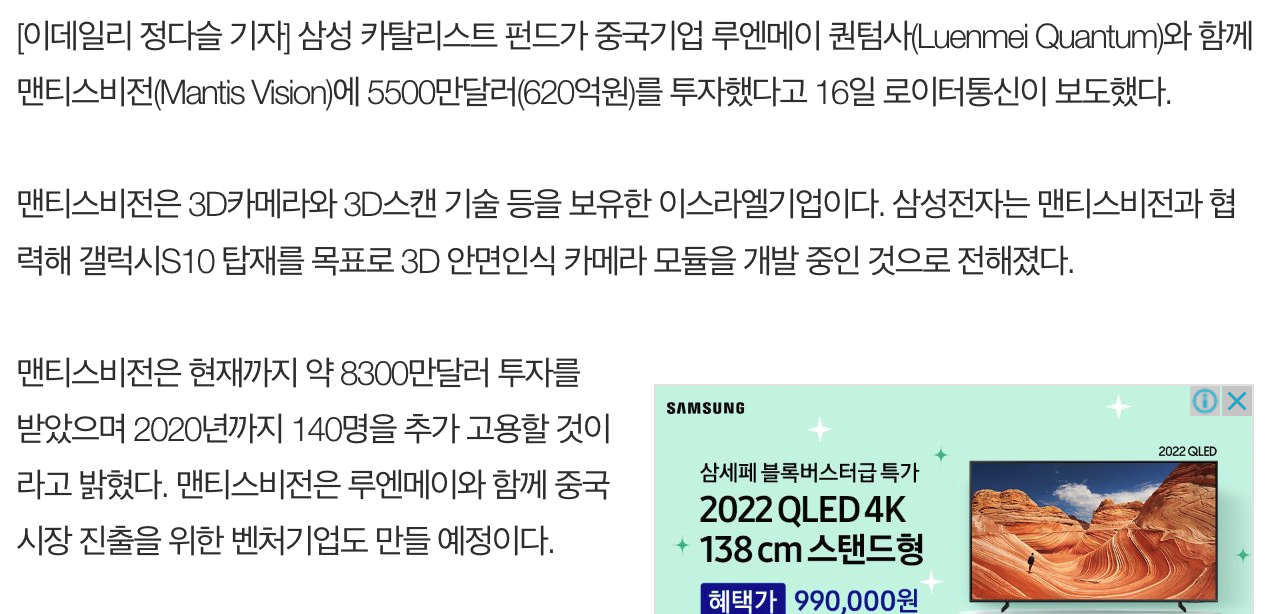 [이데일리 정다슬 기자] 삼성 카탈리스트 펀드가 중국기업 루엔메이 퀀텀사(Luenmei Quantum)와 함께
맨티스비전(Mantis Vision)에 5500만달러(620억원)를 투자했다고 16일 로이터통신이 보도했다.
맨티스비전은 3D카메라와 3D스캔 기술 등을 보유한 이스라엘기업이다. 삼성전자는 맨티스비전과 협
력해 갤럭시S10 탑재를 목표로 3D 안면인식 카메라 모듈을 개발 중인 것으로 전해졌다.
맨티스비전은 현재까지 약 8300만달러 투자를
받았으며 2020년까지 140명을 추가 고용할 것이
라고 밝혔다. 맨티스비전은 루엔메이와 함께 중국
시장 진출을 위한 벤처기업도 만들 예정이다.
SAMSUNG
2022 QLED
삼세페 블록버스터급 특가
2022 QLED 4K
138 cm 스탠드형
혜택가 990,000원